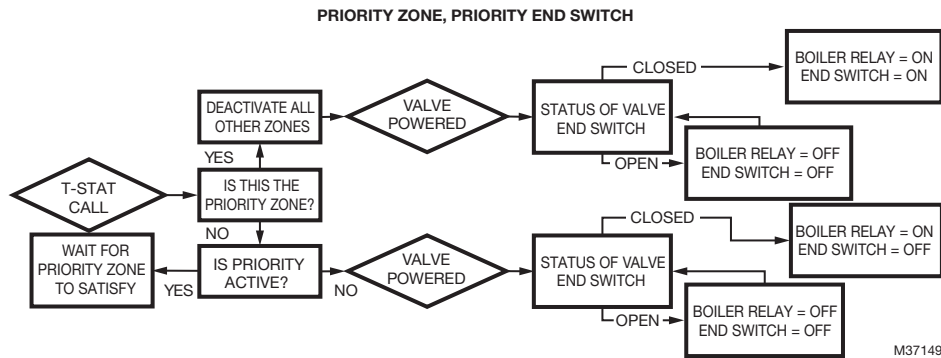 PRIORITY ZONE, PRIORITY END SWITCH
BOILER RELAY = ON
END SWITCH = ON
CLOSED
DEACTIVATE ALL
OTHER ZONES
VALVE
POWERED
STATUS OF VALVE
END SWITCH
YES
OPEN
BOILER RELAY = OFF
END SWITCH = OFF
T-STAT
CALL
IS THIS THE
PRIORITY ZONE?
NO
CLOSED
BOILER RELAY = ON
END SWITCH = OFF
WAIT FOR
PRIORITY ZONE
TO SATISFY
YES
IS PRIORITY
ACTIVE?
NO
VALVE
POWERED
STATUS OF VALVE
END SWITCH
OPEN
BOILER RELAY = OFF
END SWITCH = OFF
M37149